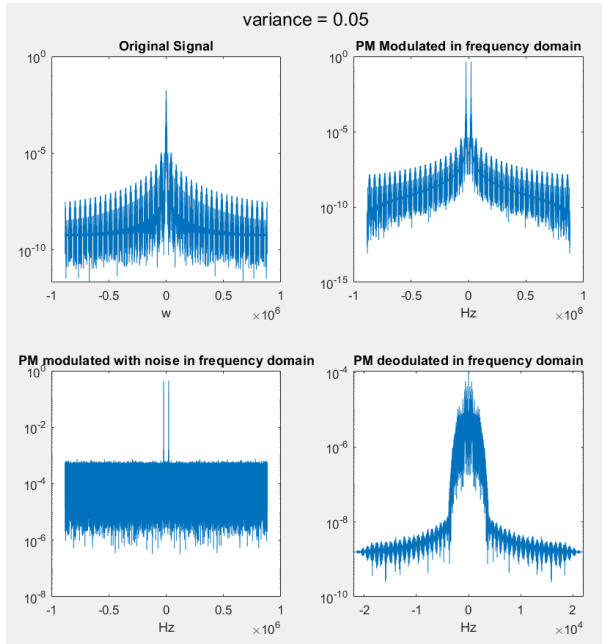 variance = 0.05
Original Signal
10^0
10^-5
10^-10
-1 -0.5 0 0.5 1
w ×10^6
PM Modulated in frequency domain
10^0
10^-5
10^-10
10^-15
-1 -0.5 0 0.5 1
Hz ×10^6
PM modulated with noise in frequency domain
10^0
10^-2
10^-4
10^-6
10^-8
-1 -0.5 0 0.5 1
Hz ×10^6
PM deodulated in frequency domain
10^-4
10^-6
10^-8
10^-10
-2 -1 0 1 2
Hz ×10^4